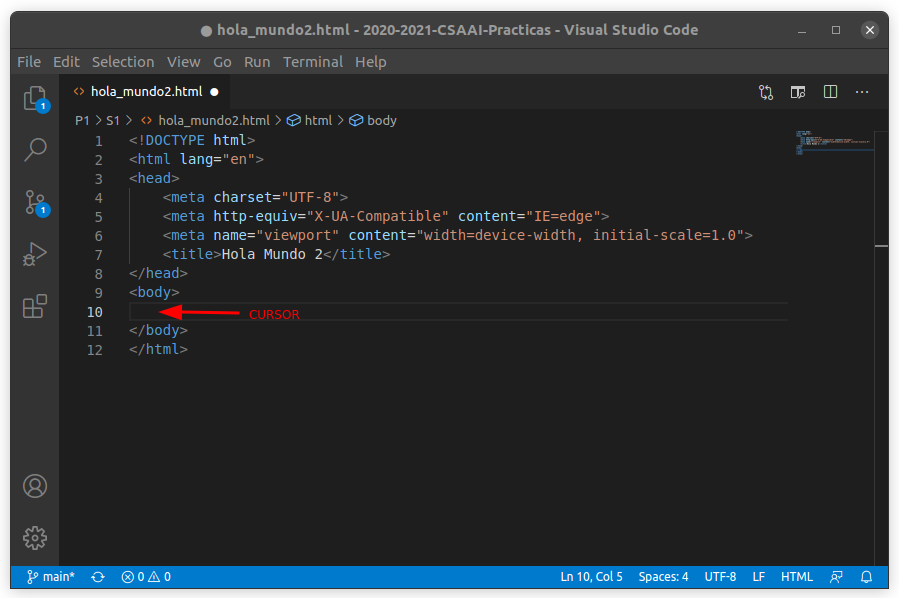 hola_mundo2.html - 2020-2021-CSAAI-Practicas - Visual Studio Code
File Edit Selection View Go Run Terminal Help
1
<> hola_mundo2.html
P1 > S1 > <> hola_mundo2.html > html > body
1 <!DOCTYPE html>
2 <html lang="en">
3 <head>
4 <meta charset="UTF-8">
5 <meta http-equiv="X-UA-Compatible" content="IE=edge">
6 <meta name="viewport" content="width=device-width, initial-scale=1.0">
7 <title>Hola Mundo 2</title>
8 </head>
9 <body>
10 CURSOR
11 </body>
12 </html>
1
main* 0 0 Ln 10, Col 5 Spaces: 4 UTF-8 LF HTML